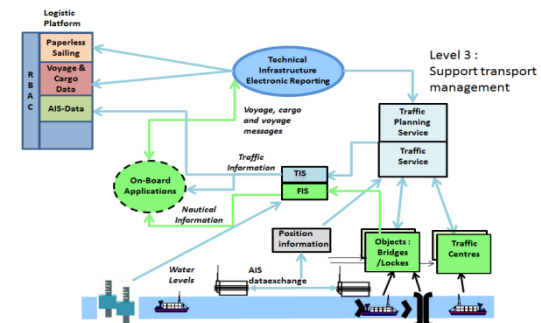 Logistic
Platform
Paperless
Sailing
Voyage &
Cargo
Data
AIS-Data
R
B
A
C
Technical
Infrastructure
Electronic Reporting
Level 3 :
Support transport
management
Voyage, cargo
and voyage
messages
Traffic
Planning
Service
Traffic
Service
Traffic
Information
On-Board
Applications
TIS
FIS
Nautical
Information
Position
information
Objects :
Bridges
/Lockes
Traffic
Centres
Water
Levels
AIS
dataexchange